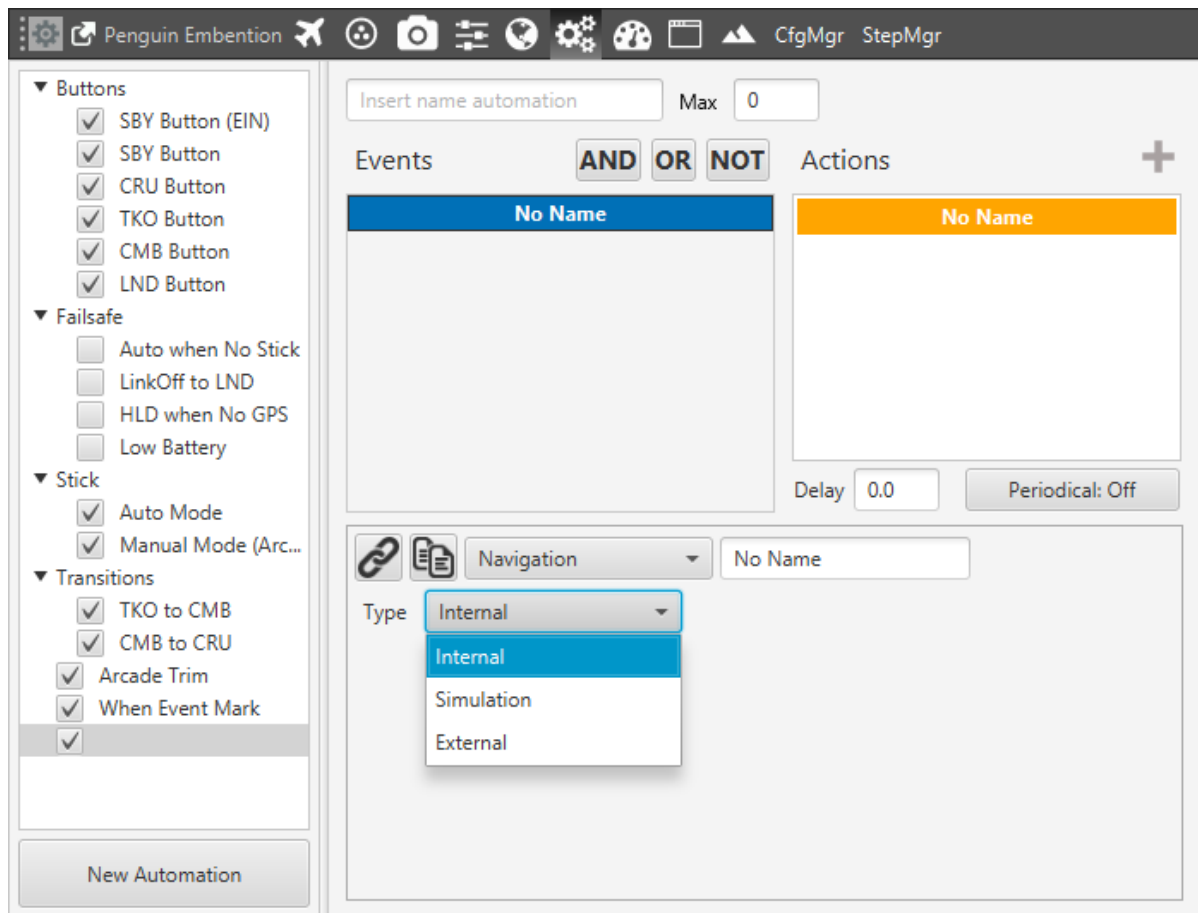 Penguin Embention CfgMgr StepMgr
Buttons
SBY Button (EIN)
SBY Button
CRU Button
TKO Button
CMB Button
LND Button
Failsafe
Auto when No Stick
LinkOff to LND
HLD when No GPS
Low Battery
Stick
Auto Mode
Manual Mode (Arc...
Transitions
TKO to CMB
CMB to CRU
Arcade Trim
When Event Mark
New Automation
Insert name automation Max 0
Events AND OR NOT Actions
No Name No Name
Delay 0.0 Periodical: Off
Navigation No Name
Type Internal
Internal
Simulation
External